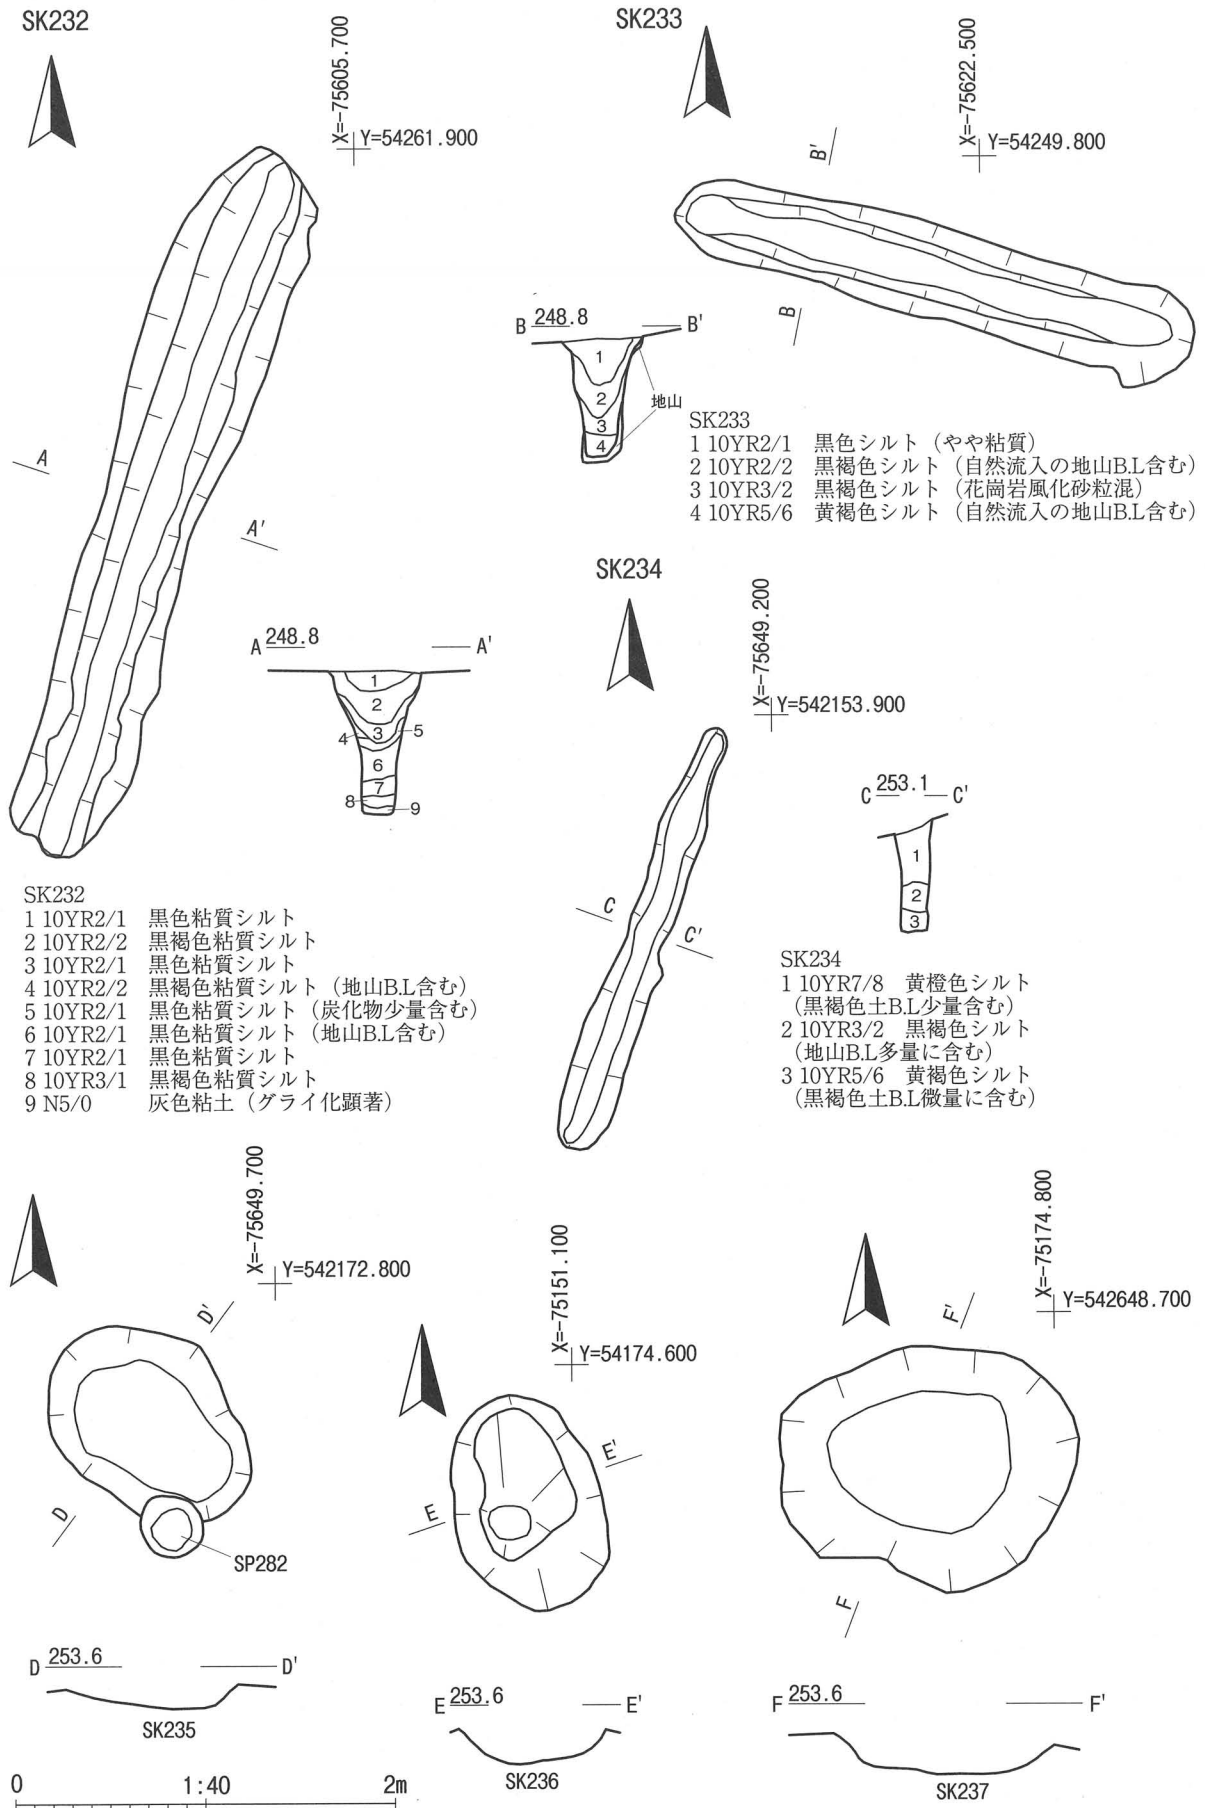 SK232
X=-75605.700
Y=54261.900
A
A'
A 248.8 A'
1
2
3
4
5
6
7
8
9
SK232
1 10YR2/1 黒色粘質シルト
2 10YR2/2 黒褐色粘質シルト
3 10YR2/1 黒色粘質シルト
4 10YR2/2 黒褐色粘質シルト（地山B.L含む）
5 10YR2/1 黒色粘質シルト（炭化物少量含む）
6 10YR2/1 黒色粘質シルト（地山B.L含む）
7 10YR2/1 黒色粘質シルト
8 10YR3/1 黒褐色粘質シルト
9 N5/0 灰色粘土（グライ化顕著）
SK233
X=-75622.500
Y=54249.800
B'
B
B 248.8 B'
1
2
3
4
地山
SK233
1 10YR2/1 黒色シルト（やや粘質）
2 10YR2/2 黒褐色シルト（自然流入の地山B.L含む）
3 10YR3/2 黒褐色シルト（花崗岩風化砂粒混）
4 10YR5/6 黄褐色シルト（自然流入の地山B.L含む）
SK234
X=-75649.200
Y=542153.900
C
C'
C 253.1 C'
1
2
3
SK234
1 10YR7/8 黄橙色シルト
（黒褐色土B.L少量含む）
2 10YR3/2 黒褐色シルト
（地山B.L多量に含む）
3 10YR5/6 黄褐色シルト
（黒褐色土B.L微量に含む）
X=-75649.700
Y=542172.800
D'
D
SP282
D 253.6 D'
SK235
X=-75151.100
Y=54174.600
E'
E
E 253.6 E'
SK236
X=-75174.800
Y=542648.700
F'
F
F 253.6 F'
SK237
0 1:40 2m